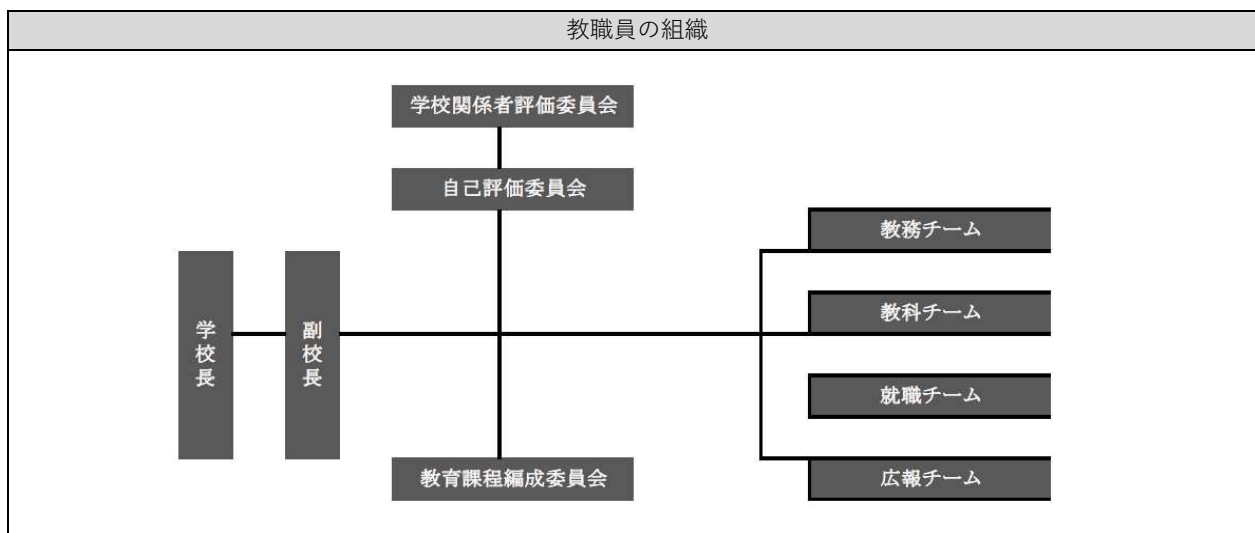 教職員の組織
学校関係者評価委員会
自己評価委員会
学校長
副校長
教育課程編成委員会
教務チーム
教科チーム
就職チーム
広報チーム